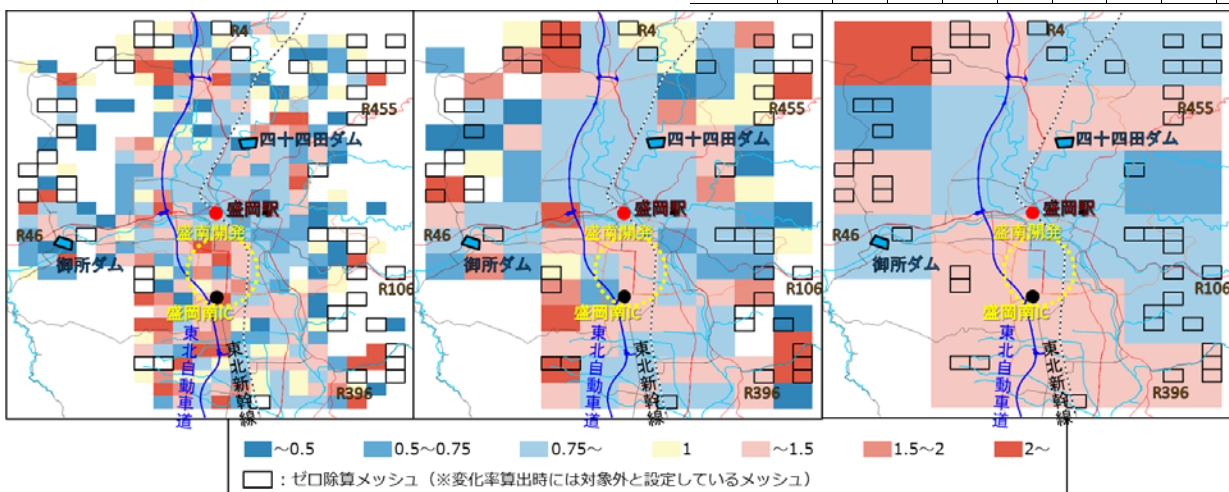 R4
R455
四十四田ダム
盛岡駅
盛南開発
R46
御所ダム
R106
盛岡南IC
東北自動車道
東北新幹線
R396
R4
R455
四十四田ダム
盛岡駅
盛南開発
R46
御所ダム
R106
盛岡南IC
東北自動車道
東北新幹線
R396
R4
R455
四十四田ダム
盛岡駅
盛南開発
R46
御所ダム
R106
盛岡南IC
東北自動車道
東北新幹線
R396
～0.5 0.5～0.75 0.75～ 1 ～1.5 1.5～2 2～
：ゼロ除算メッシュ（※変化率算出時には対象外と設定しているメッシュ）